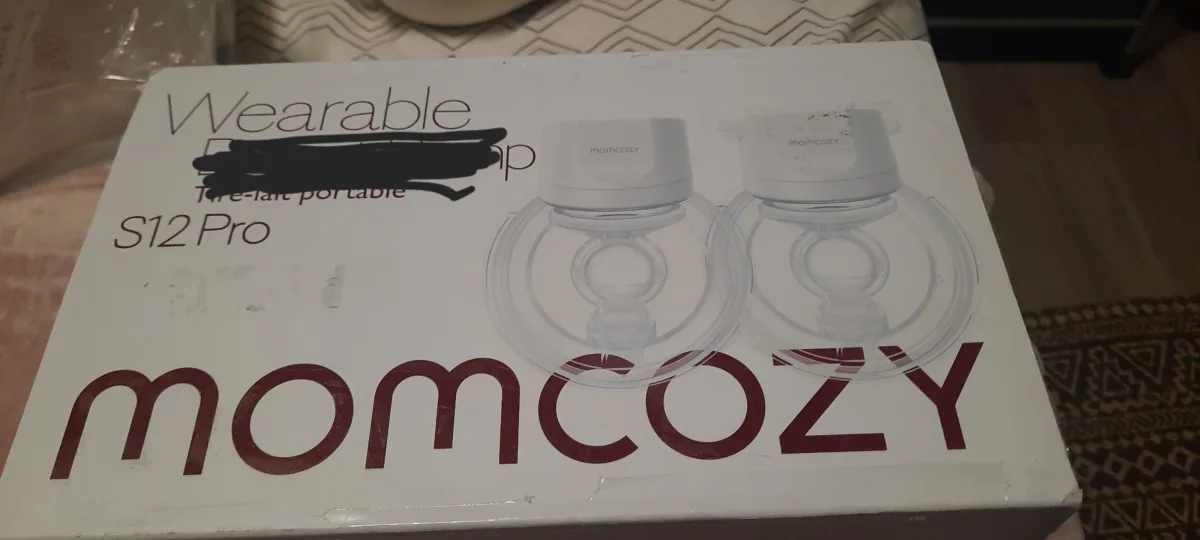 Wearable
Tire-lait portable
S12 Pro
momcozy
momcozy
momcozy